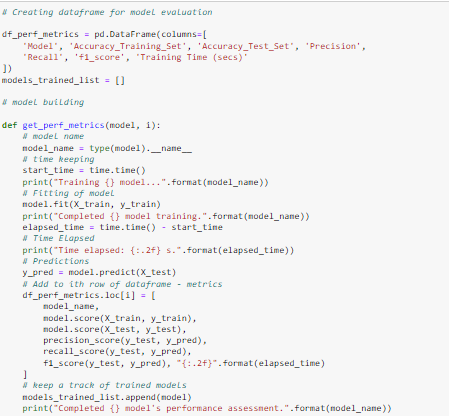 # Creating dataframe for model evaluation
df_perf_metrics = pd.DataFrame(columns=[
    'Model', 'Accuracy_Training_Set', 'Accuracy_Test_Set', 'Precision',
    'Recall', 'f1_score', 'Training Time (secs)'
])
models_trained_list = []
# model building
def get_perf_metrics(model, i):
    # model name
    model_name = type(model).__name__
    # time keeping
    start_time = time.time()
    print("Training {} model...".format(model_name))
    # Fitting of model
    model.fit(X_train, y_train)
    print("Completed {} model training.".format(model_name))
    elapsed_time = time.time() - start_time
    # Time Elapsed
    print("Time elapsed: {:.2f} s.".format(elapsed_time))
    # Predictions
    y_pred = model.predict(X_test)
    # Add to ith row of dataframe - metrics
    df_perf_metrics.loc[i] = [
        model_name,
        model.score(X_train, y_train),
        model.score(X_test, y_test),
        precision_score(y_test, y_pred),
        recall_score(y_test, y_pred),
        f1_score(y_test, y_pred), "{:.2f}".format(elapsed_time)
    ]
    # keep a track of trained models
    models_trained_list.append(model)
    print("Completed {} model's performance assessment.".format(model_name))